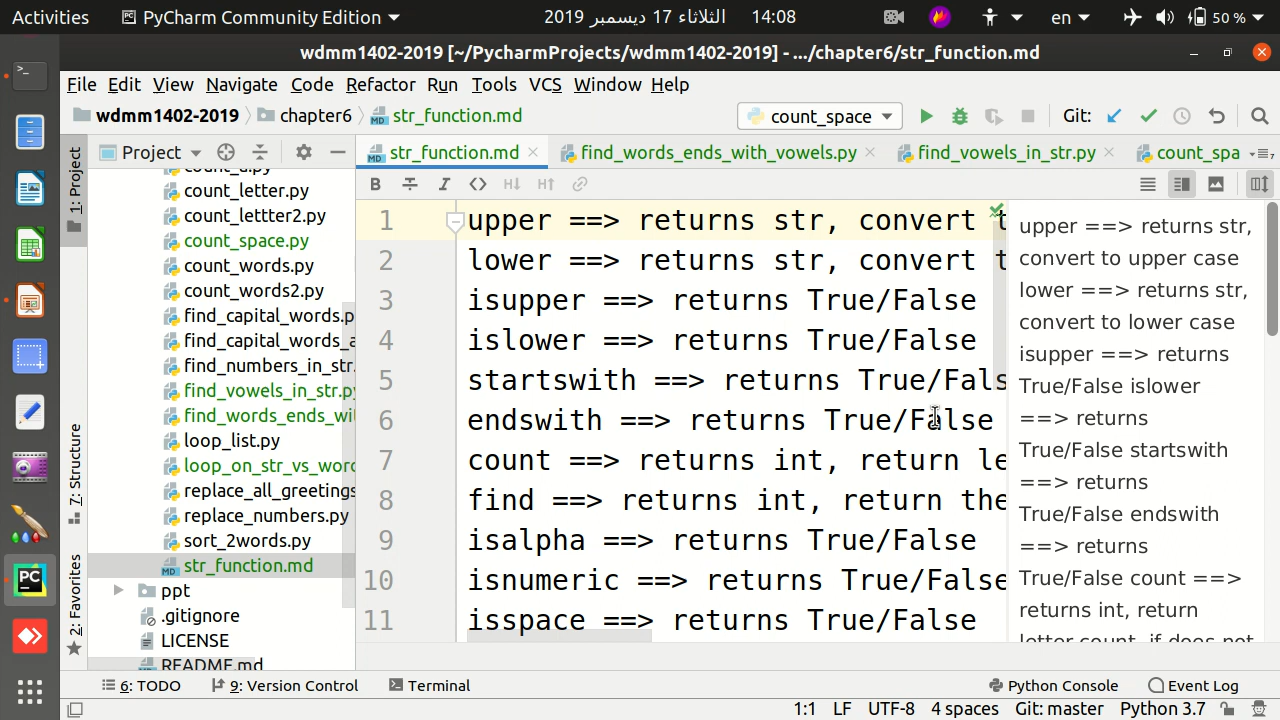 Activities PyCharm Community Edition الثلاثاء 17 ديسمبر 2019 14:08 en 50 %
wdmm1402-2019 [~/PycharmProjects/wdmm1402-2019] - .../chapter6/str_function.md
File Edit View Navigate Code Refactor Run Tools VCS Window Help
wdmm1402-2019 chapter6 str_function.md count_space Git:
1: Project
Project
str_function.md find_words_ends_with_vowels.py find_vowels_in_str.py count_spa
count_a.py
count_letter.py
count_lettter2.py
count_space.py
count_words.py
count_words2.py
find_capital_words.p
find_capital_words_a
find_numbers_in_str.
find_vowels_in_str.py
find_words_ends_wi
loop_list.py
loop_on_str_vs_word
replace_all_greetings
replace_numbers.py
sort_2words.py
str_function.md
ppt
.gitignore
LICENSE
README.md
7: Structure
2: Favorites
1 upper ==> returns str, convert t
2 lower ==> returns str, convert t
3 isupper ==> returns True/False
4 islower ==> returns True/False
5 startswith ==> returns True/Fals
6 endswith ==> returns True/False
7 count ==> returns int, return le
8 find ==> returns int, return the
9 isalpha ==> returns True/False
10 isnumeric ==> returns True/False
11 isspace ==> returns True/False
upper ==> returns str,
convert to upper case
lower ==> returns str,
convert to lower case
isupper ==> returns
True/False islower
==> returns
True/False startswith
==> returns
True/False endswith
==> returns
True/False count ==>
returns int, return
letter count, if does not
6: TODO 9: Version Control Terminal Python Console Event Log
1:1 LF UTF-8 4 spaces Git: master Python 3.7